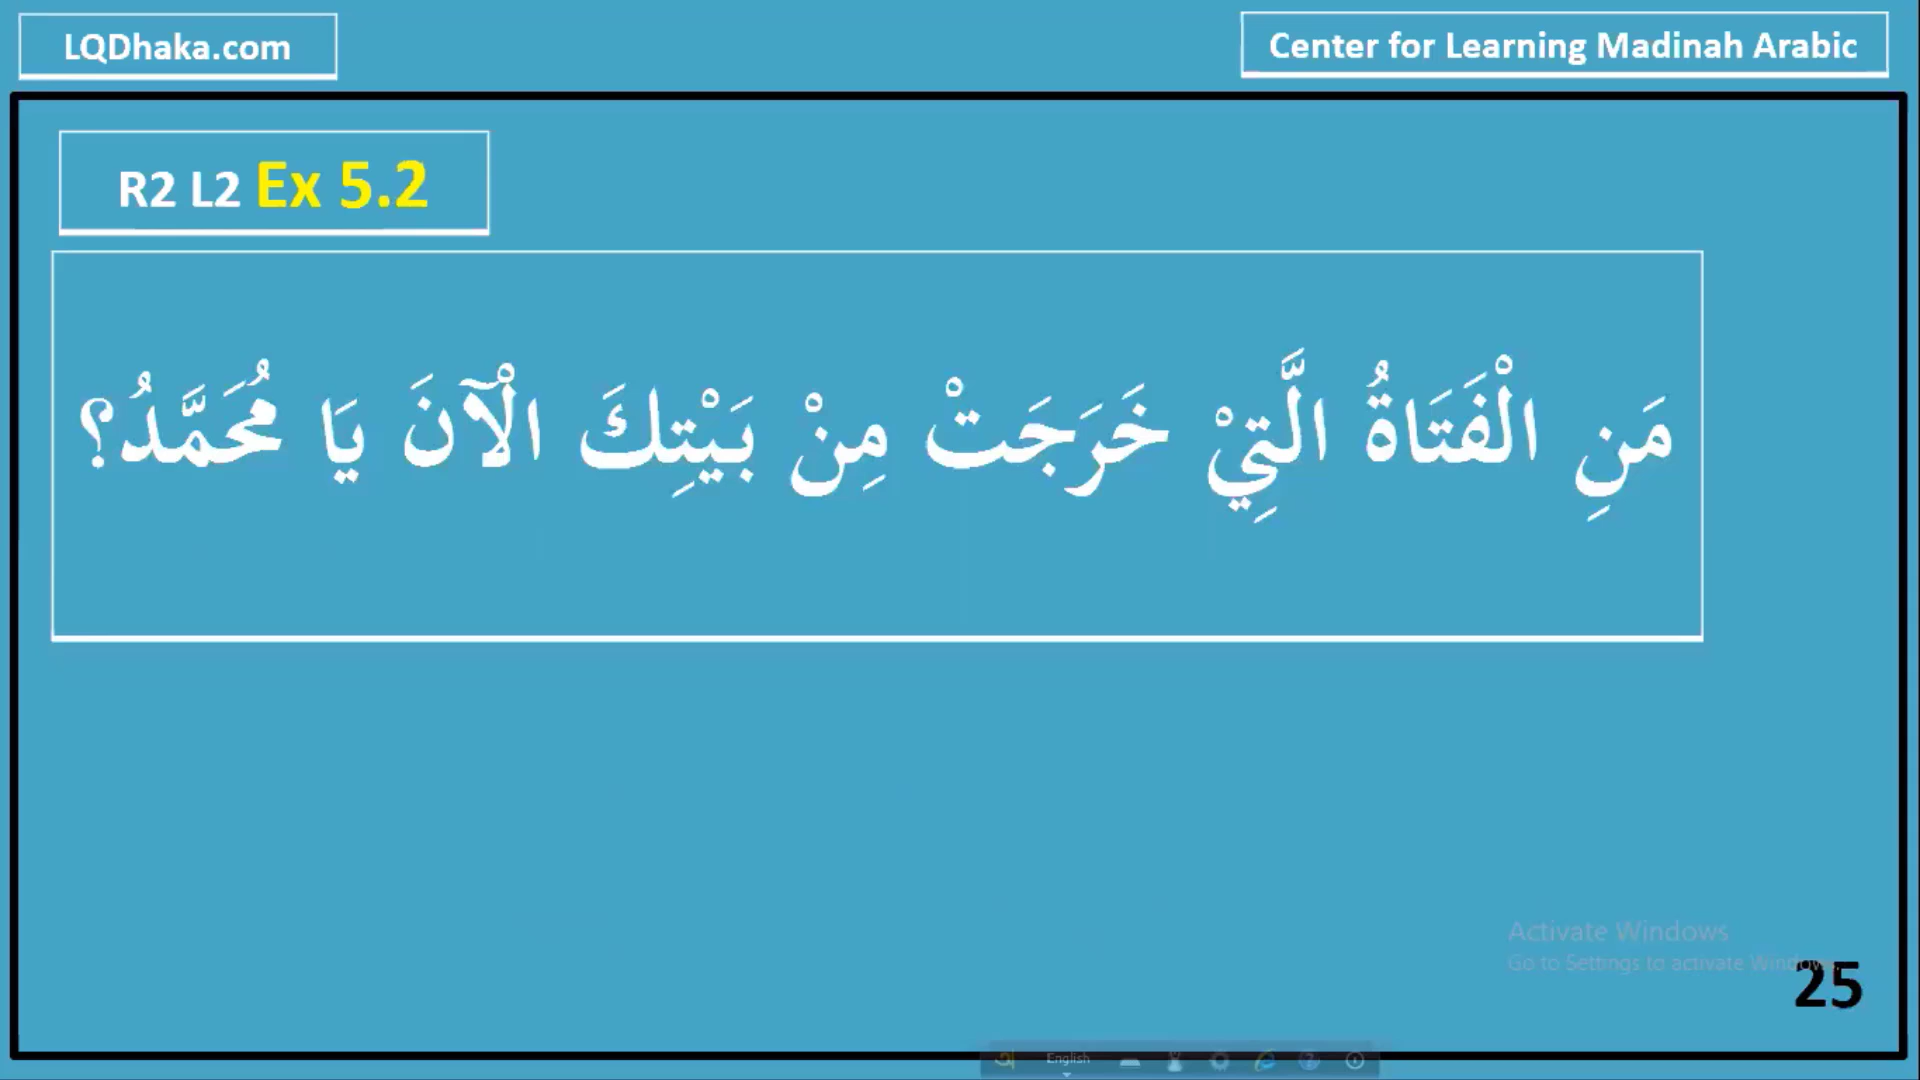 LQDhaka.com
Center for Learning Madinah Arabic
R2 L2 Ex 5.2
مَنِ الْفَتَاةُ الَّتِيْ خَرَجَتْ مِنْ بَيْتِكَ الْآنَ يَا مُحَمَّدُ؟
Activate Windows
Go to Settings to activate Windows.
25
English